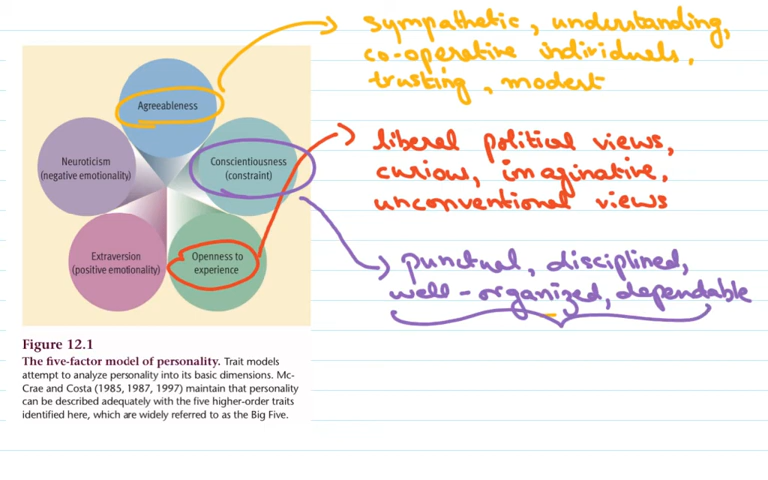 sympathetic, understanding,
co-operative individuals,
trusting, modest
Agreeableness
Neuroticism
(negative emotionality)
Conscientiousness
(constraint)
Extraversion
(positive emotionality)
Openness to
experience
liberal political views,
curious, imaginative,
unconventional views
punctual, disciplined,
well-organized, dependable
Figure 12.1
The five-factor model of personality. Trait models
attempt to analyze personality into its basic dimensions. Mc-
Crae and Costa (1985, 1987, 1997) maintain that personality
can be described adequately with the five higher-order traits
identified here, which are widely referred to as the Big Five.